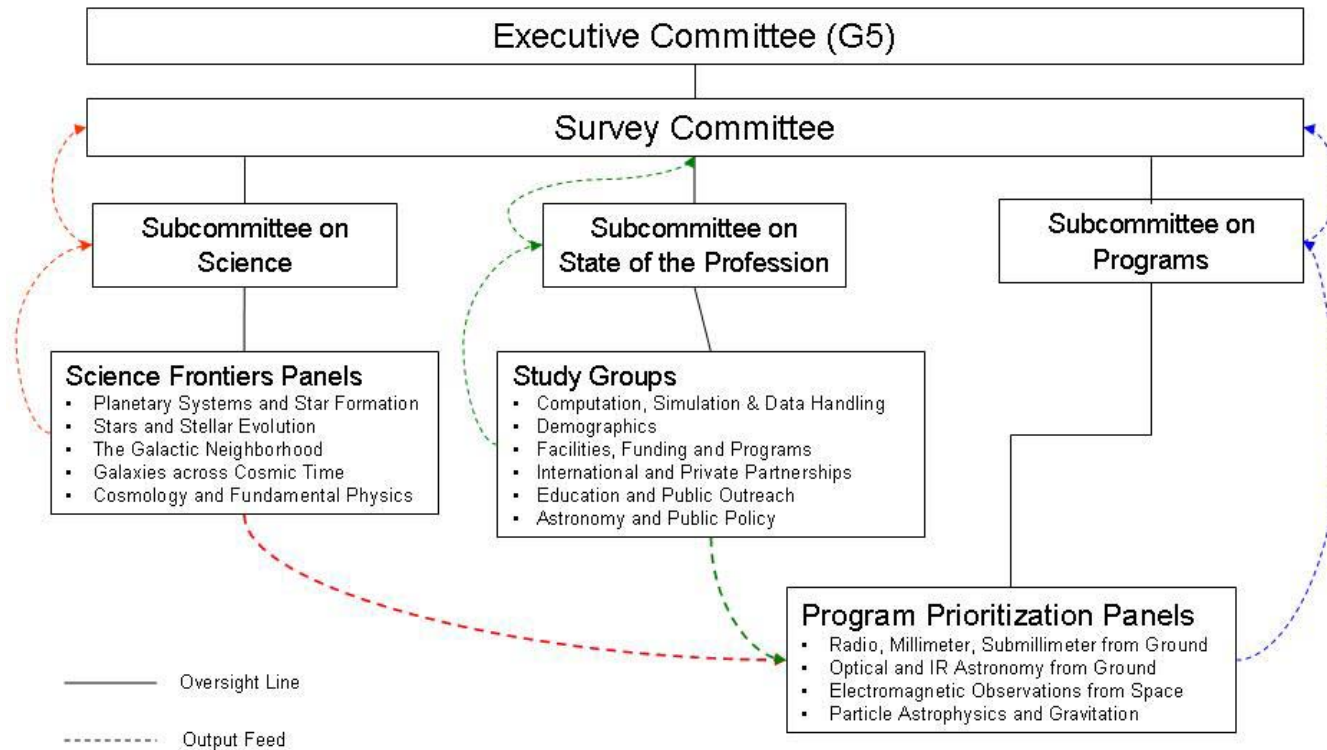 Executive Committee (G5)
Survey Committee
Subcommittee on
Science
Subcommittee on
State of the Profession
Subcommittee on
Programs
Science Frontiers Panels
▪ Planetary Systems and Star Formation
▪ Stars and Stellar Evolution
▪ The Galactic Neighborhood
▪ Galaxies across Cosmic Time
▪ Cosmology and Fundamental Physics
Study Groups
▪ Computation, Simulation & Data Handling
▪ Demographics
▪ Facilities, Funding and Programs
▪ International and Private Partnerships
▪ Education and Public Outreach
▪ Astronomy and Public Policy
Program Prioritization Panels
▪ Radio, Millimeter, Submillimeter from Ground
▪ Optical and IR Astronomy from Ground
▪ Electromagnetic Observations from Space
▪ Particle Astrophysics and Gravitation
Oversight Line
Output Feed